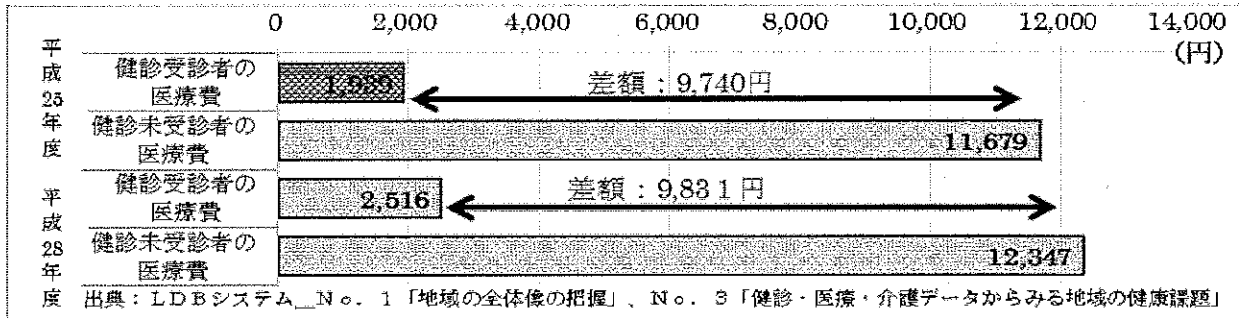 0 2,000 4,000 6,000 8,000 10,000 12,000 14,000
(円)
平成25年度
健診受診者の
医療費
1,939
差額：9,740円
健診未受診者の
医療費
11,679
平成28年度
健診受診者の
医療費
2,516
差額：9,831円
健診未受診者の
医療費
12,347
出典：LDBシステム＿No．1「地域の全体像の把握」、No．3「健診・医療・介護データからみる地域の健康課題」